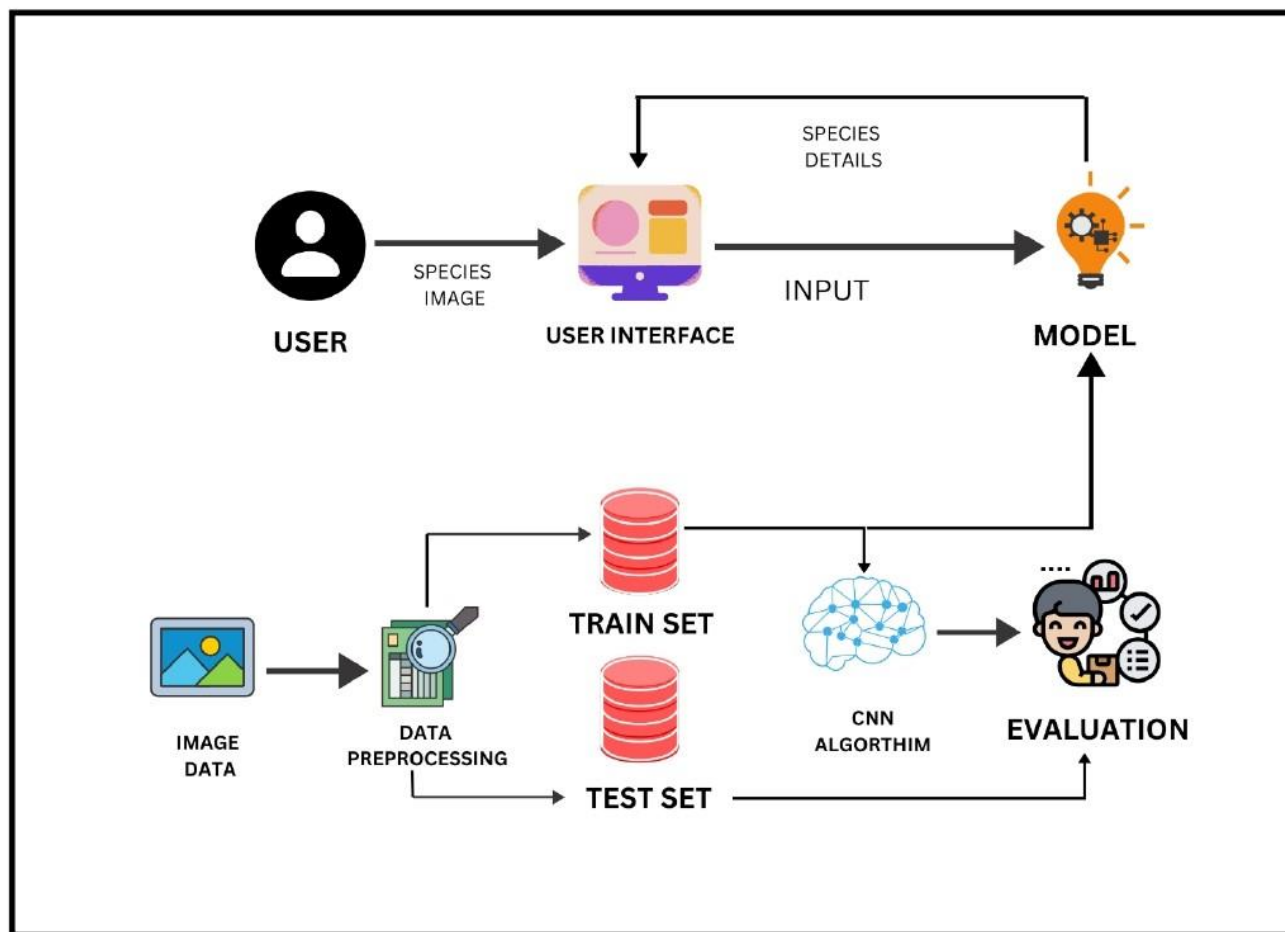 SPECIES
DETAILS
SPECIES
IMAGE
INPUT
USER
USER INTERFACE
MODEL
TRAIN SET
IMAGE
DATA
DATA
PREPROCESSING
CNN
ALGORTHIM
EVALUATION
TEST SET